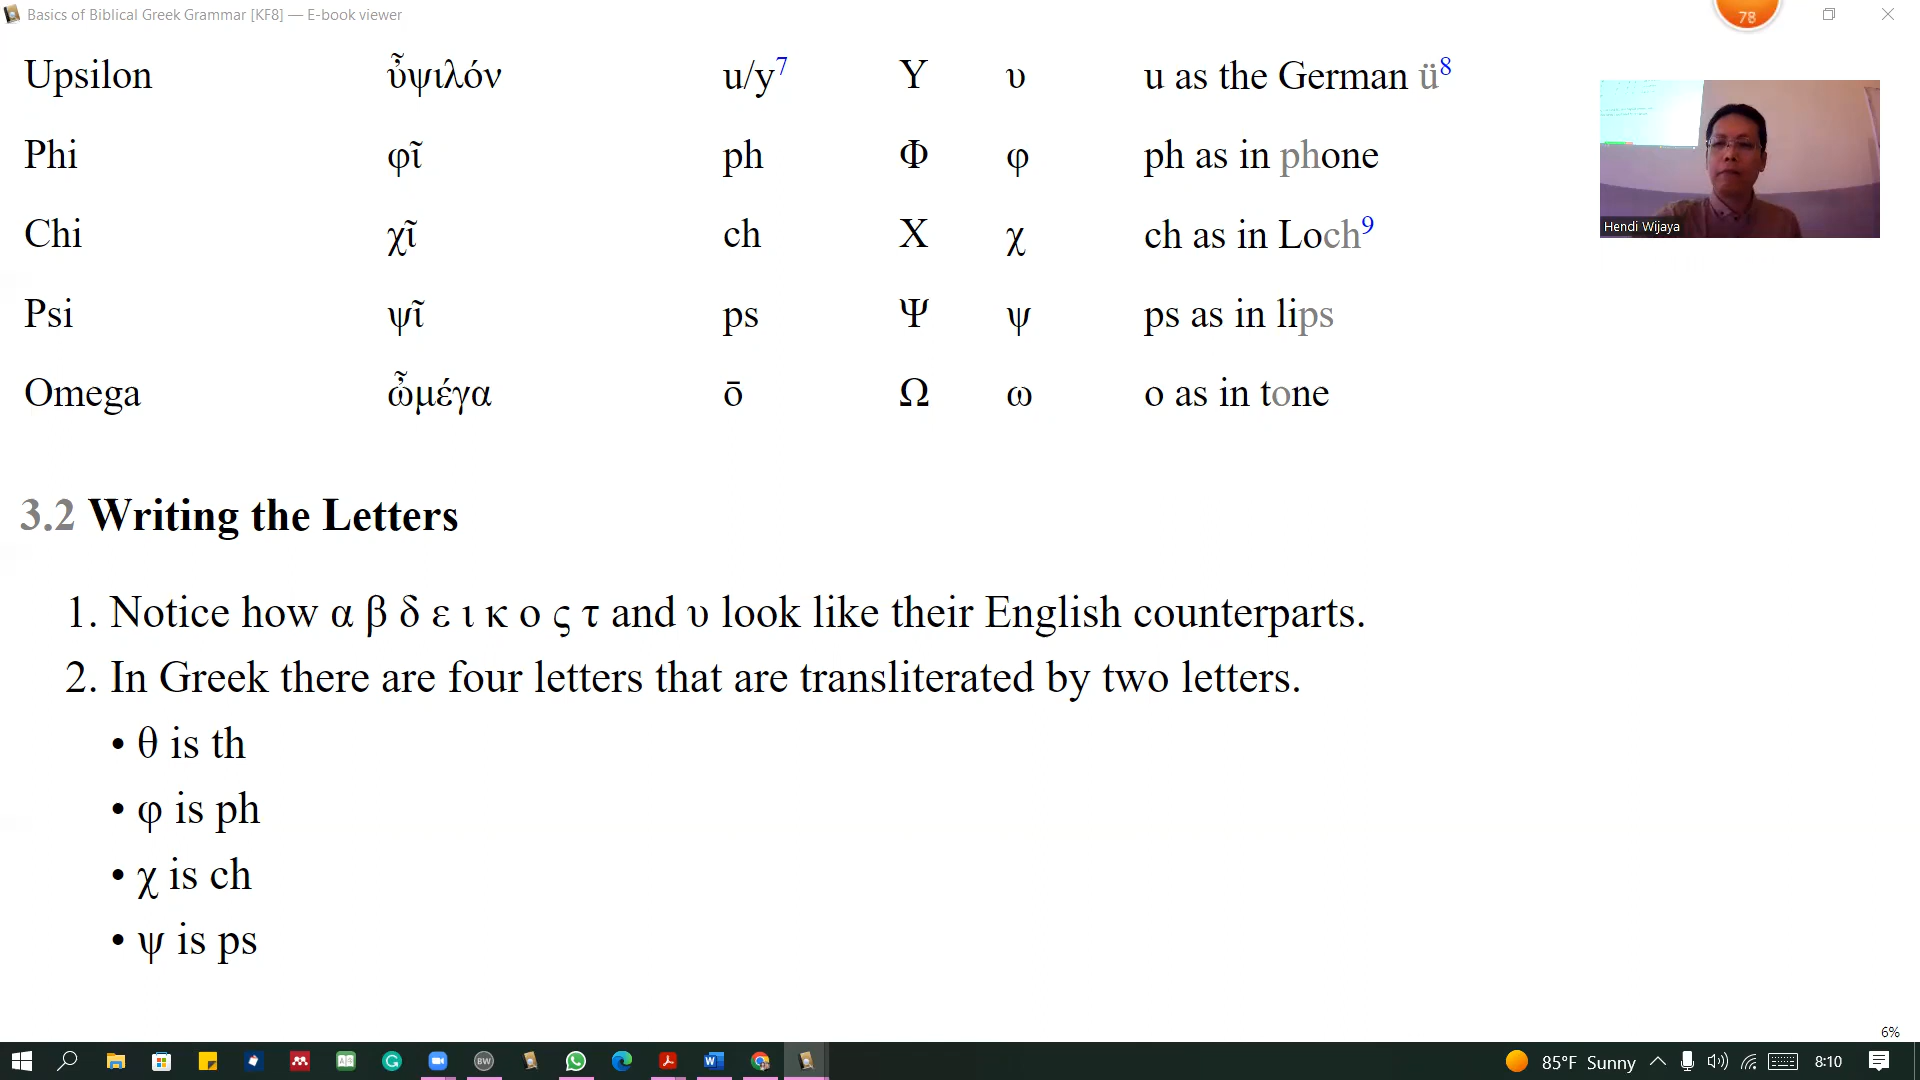 Basics of Biblical Greek Grammar [KF8] — E-book viewer
78
Upsilon ὖψιλόν u/y7 Υ υ u as the German ü8
Phi φῖ ph Φ φ ph as in phone
Chi χῖ ch Χ χ ch as in Loch9
Psi ψῖ ps Ψ ψ ps as in lips
Omega ὦμέγα ō Ω ω o as in tone
Hendi Wijaya
3.2 Writing the Letters
1. Notice how α β δ ε ι κ ο ς τ and υ look like their English counterparts.
2. In Greek there are four letters that are transliterated by two letters.
• θ is th
• φ is ph
• χ is ch
• ψ is ps
6%
BW
85°F Sunny
8:10